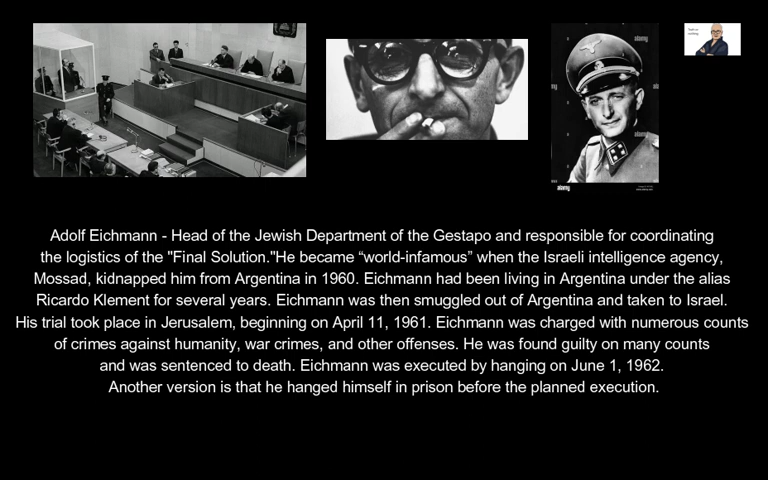 alamy
alamy
alamy
alamy
Adolf Eichmann - Head of the Jewish Department of the Gestapo and responsible for coordinating
the logistics of the "Final Solution."He became “world-infamous” when the Israeli intelligence agency,
Mossad, kidnapped him from Argentina in 1960. Eichmann had been living in Argentina under the alias
Ricardo Klement for several years. Eichmann was then smuggled out of Argentina and taken to Israel.
His trial took place in Jerusalem, beginning on April 11, 1961. Eichmann was charged with numerous counts
of crimes against humanity, war crimes, and other offenses. He was found guilty on many counts
and was sentenced to death. Eichmann was executed by hanging on June 1, 1962.
Another version is that he hanged himself in prison before the planned execution.